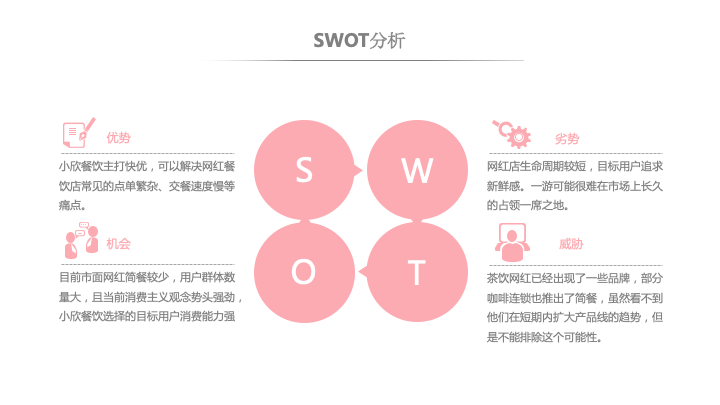 SWOT分析
优势
小欣餐饮主打快优，可以解决网红餐
饮店常见的点单繁杂、交餐速度慢等
痛点。
机会
目前市面网红简餐较少，用户群体数
量大，且当前消费主义观念势头强劲，
小欣餐饮选择的目标用户消费能力强
S
W
O
T
劣势
网红店生命周期较短，目标用户追求
新鲜感。一游可能很难在市场上长久
的占领一席之地。
威胁
茶饮网红已经出现了一些品牌，部分
咖啡连锁也推出了简餐，虽然看不到
他们在短期内扩大产品线的趋势，但
是不能排除这个可能性。